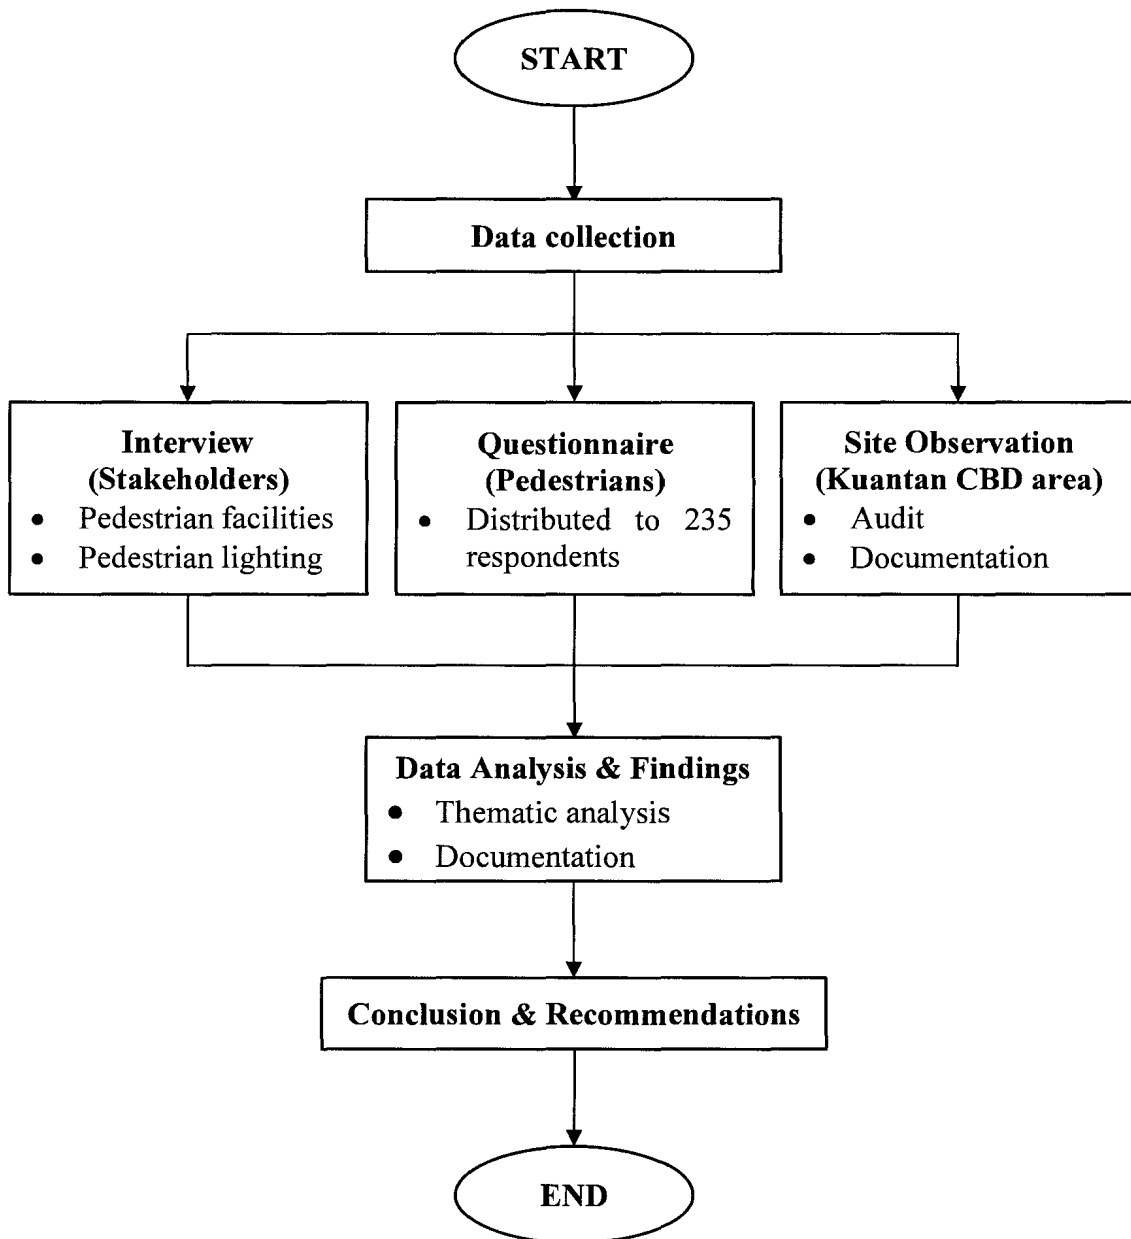 START
Data collection
Interview
(Stakeholders)
• Pedestrian facilities
• Pedestrian lighting
Questionnaire
(Pedestrians)
• Distributed to 235
respondents
Site Observation
(Kuantan CBD area)
• Audit
• Documentation
Data Analysis & Findings
• Thematic analysis
• Documentation
Conclusion & Recommendations
END